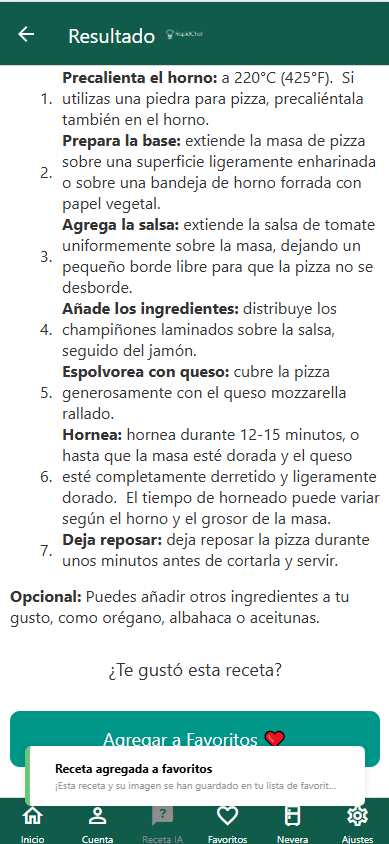 Resultado RapidChef
Precalienta el horno: a 220°C (425°F). Si
1. utilizas una piedra para pizza, precaliéntala
también en el horno.
Prepara la base: extiende la masa de pizza
2. sobre una superficie ligeramente enharinada
o sobre una bandeja de horno forrada con
papel vegetal.
Agrega la salsa: extiende la salsa de tomate
3. uniformemente sobre la masa, dejando un
pequeño borde libre para que la pizza no se
desborde.
Añade los ingredientes: distribuye los
4. champiñones laminados sobre la salsa,
seguido del jamón.
Espolvorea con queso: cubre la pizza
5. generosamente con el queso mozzarella
rallado.
Hornea: hornea durante 12-15 minutos, o
hasta que la masa esté dorada y el queso
6. esté completamente derretido y ligeramente
dorado. El tiempo de horneado puede variar
según el horno y el grosor de la masa.
7. Deja reposar: deja reposar la pizza durante
unos minutos antes de cortarla y servir.
Opcional: Puedes añadir otros ingredientes a tu
gusto, como orégano, albahaca o aceitunas.
¿Te gustó esta receta?
Agregar a Favoritos
Receta agregada a favoritos
¡Esta receta y su imagen se han guardado en tu lista de favorit...
Inicio Cuenta Receta IA Favoritos Nevera Ajustes